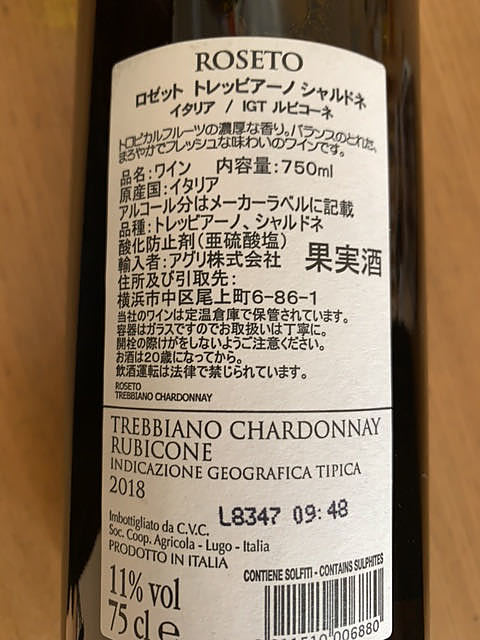 ROSETO
ロゼット トレッビアーノ シャルドネ
イタリア / IGT ルビコーネ
トロピカルフルーツの濃厚な香り。バランスのとれた、
まろやかでフレッシュな味わいのワインです。
品名:ワイン 内容量:750ml
原産国:イタリア
アルコール分はメーカーラベルに記載
品種:トレッビアーノ、シャルドネ
酸化防止剤(亜硫酸塩)
輸入者:アグリ株式会社 果実酒
住所及び引取先:
横浜市中区尾上町6-86-1
当社のワインは定温倉庫で保管されています。
容器はガラスですのでお取扱いは丁寧に。
開栓の際けがをしないようご注意ください。
お酒は20歳になってから。
飲酒運転は法律で禁じられています。
ROSETO
TREBBIANO CHARDONNAY
TREBBIANO CHARDONNAY
RUBICONE
INDICAZIONE GEOGRAFICA TIPICA
2018
L8347 09:48
Imbottigliato da C.V.C.
Soc. Coop. Agricola - Lugo - Italia
PRODOTTO IN ITALIA
CONTIENE SOLFITI - CONTAINS SULPHITES
11% vol
75 cl e
006880